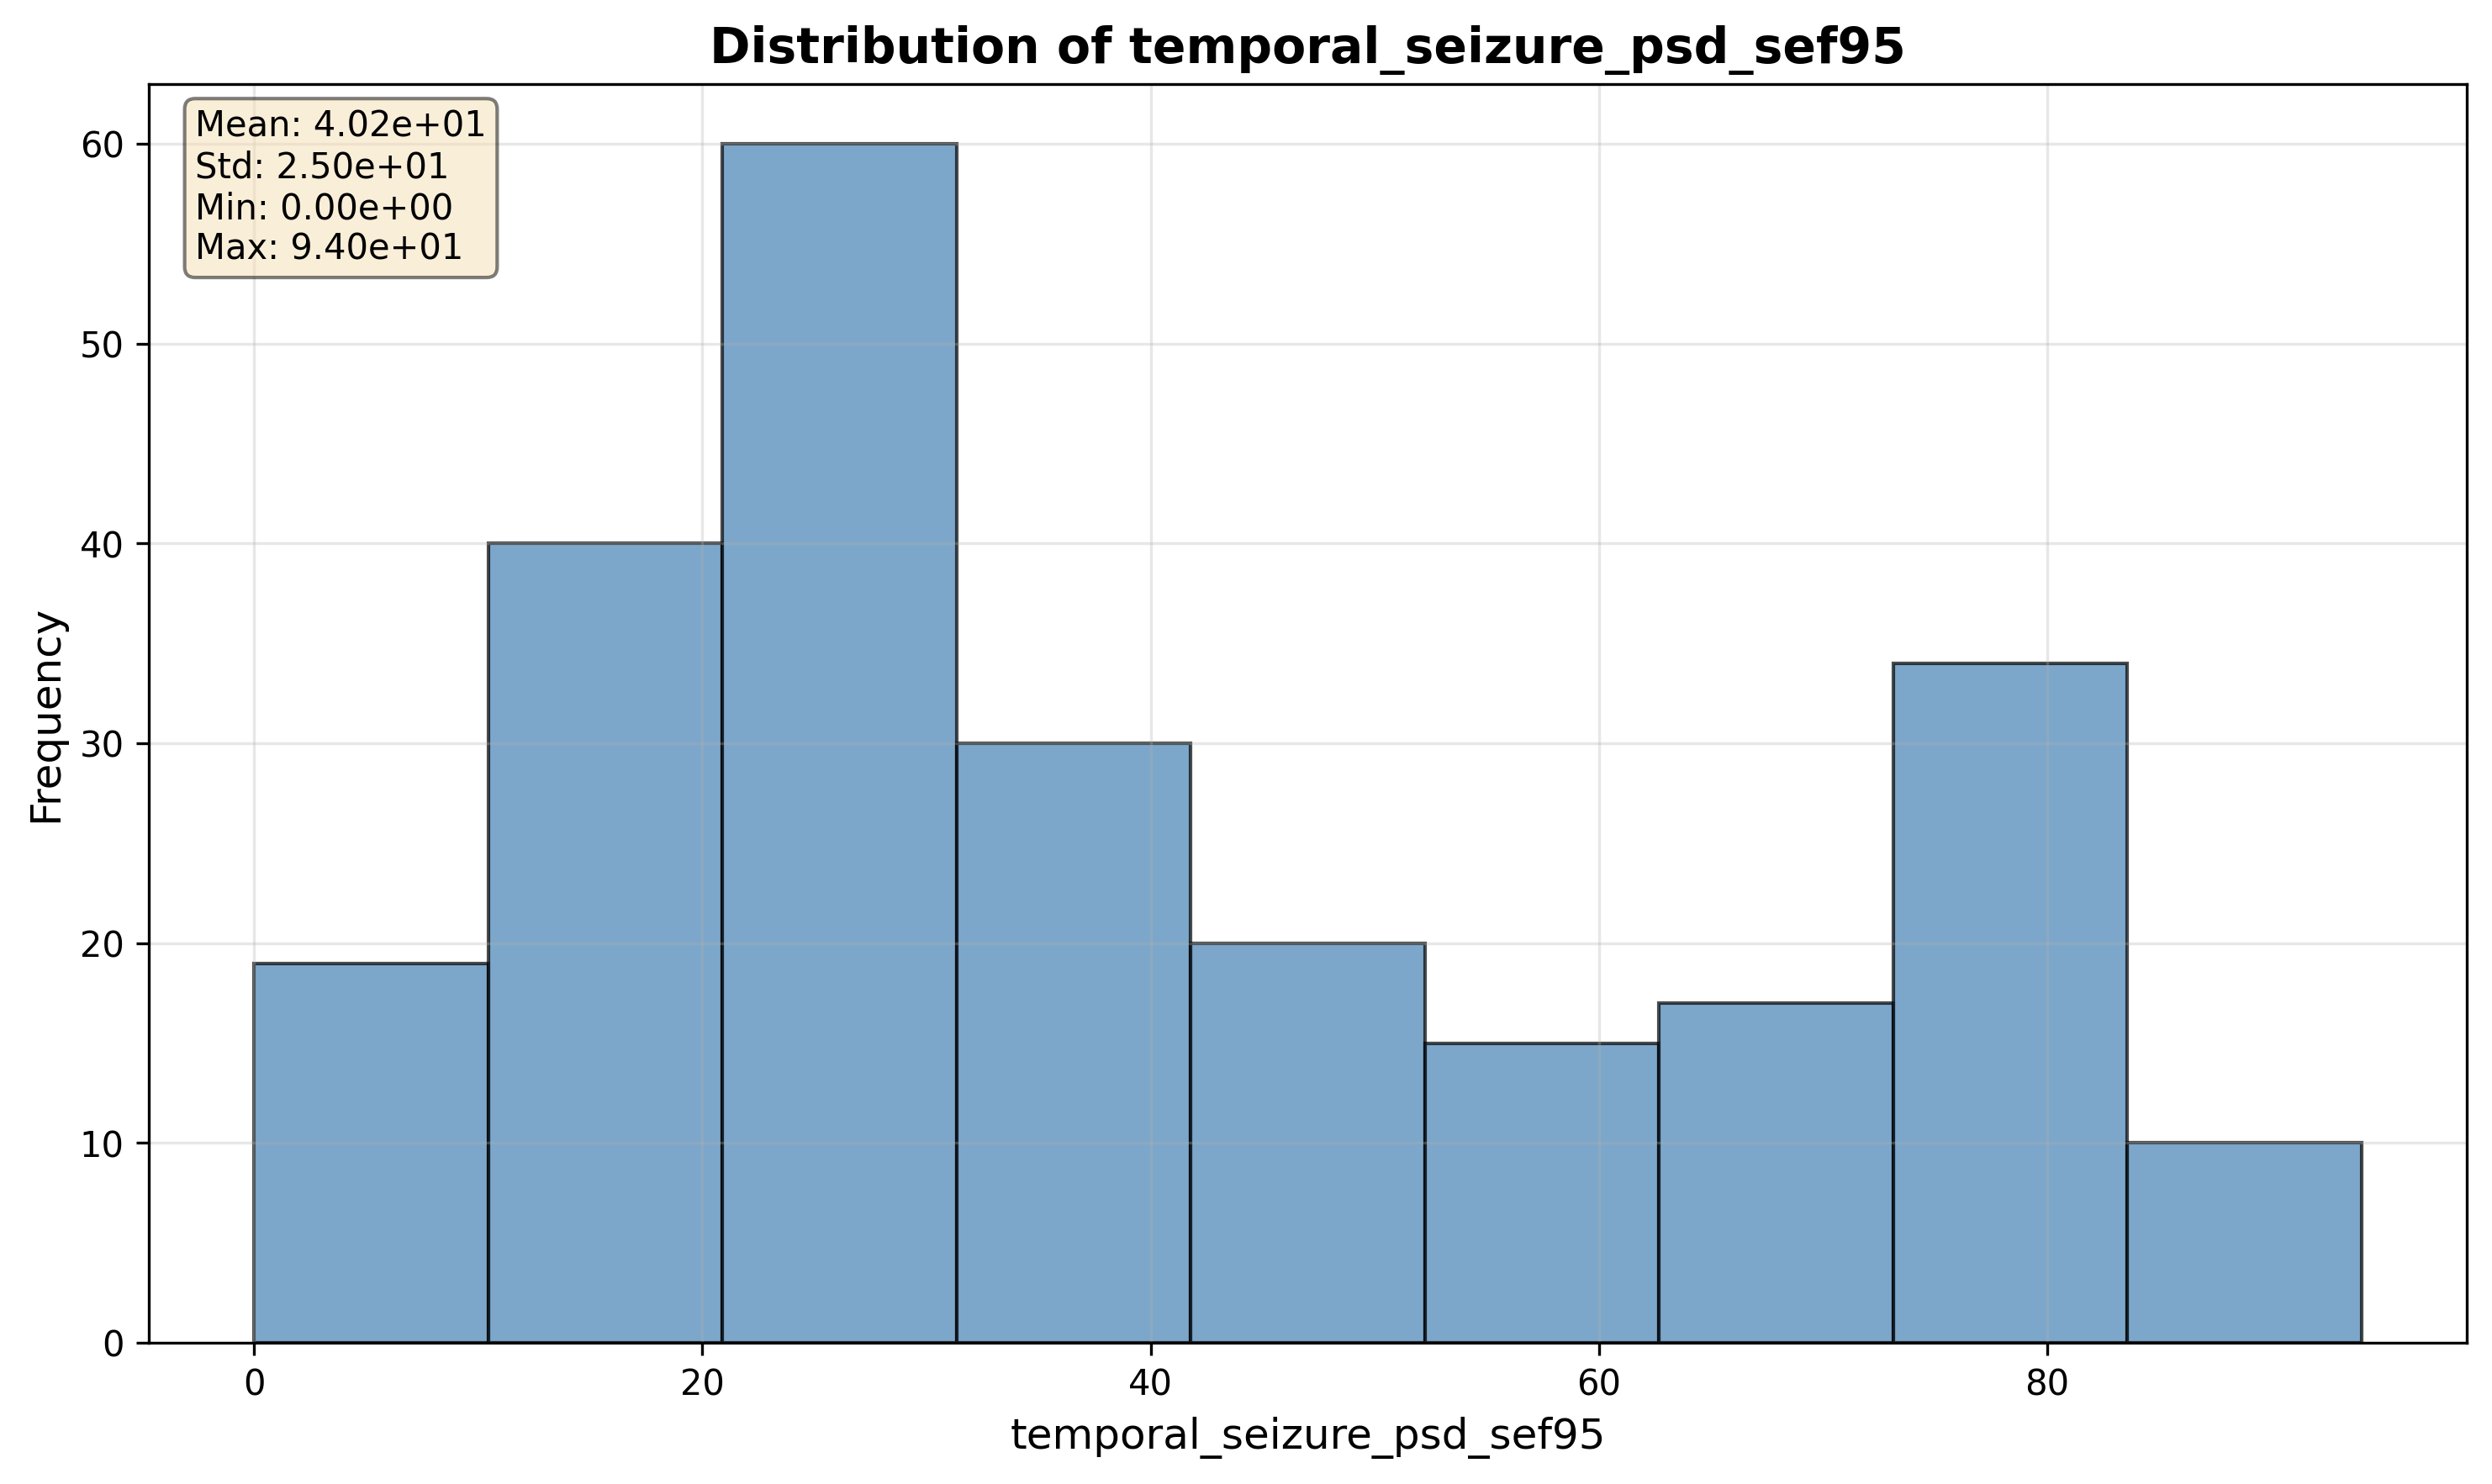 Distribution of temporal_seizure_psd_sef95
Mean: 4.02e+01
Std: 2.50e+01
Min: 0.00e+00
Max: 9.40e+01
Frequency
60
50
40
30
20
10
0
0 20 40 60 80
temporal_seizure_psd_sef95